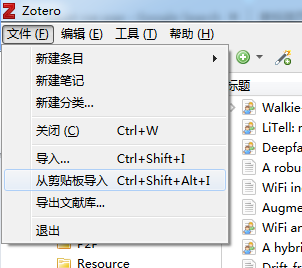 Zotero
文件 (F) 编辑 (E) 工具 (T) 帮助 (H)
新建条目
新建笔记
新建分类...
关闭 (C) Ctrl+W
导入... Ctrl+Shift+I
从剪贴板导入 Ctrl+Shift+Alt+I
导出文献库...
退出
P2P
Resource
标题
Walkie-
LiTell: r
Deepfa
A robu
WiFi in
Augme
WiFi ar
A hybri
Drift-fr